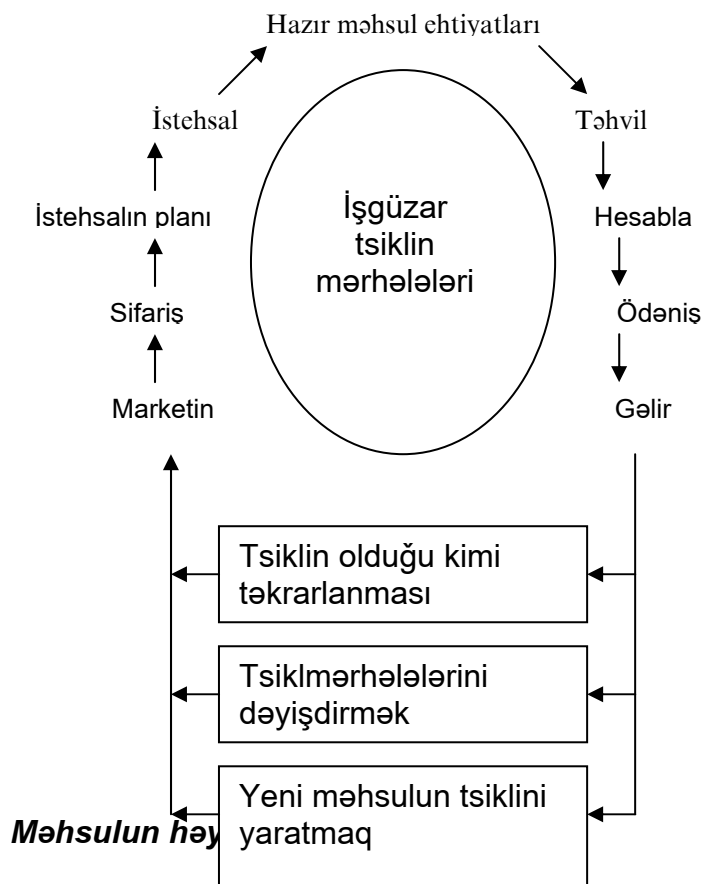 Hazır məhsul ehtiyatları
İstehsal
Təhvil
İstehsalın planı
Hesabla
Sifariş
Ödəniş
Marketin
Gəlir
İşgüzar
tsiklin
mərhələləri
Tsiklin olduğu kimi
təkrarlanması
Tsiklmərhələlərini
dəyişdirmək
Yeni məhsulun tsiklini
yaratmaq
Məhsulun həy